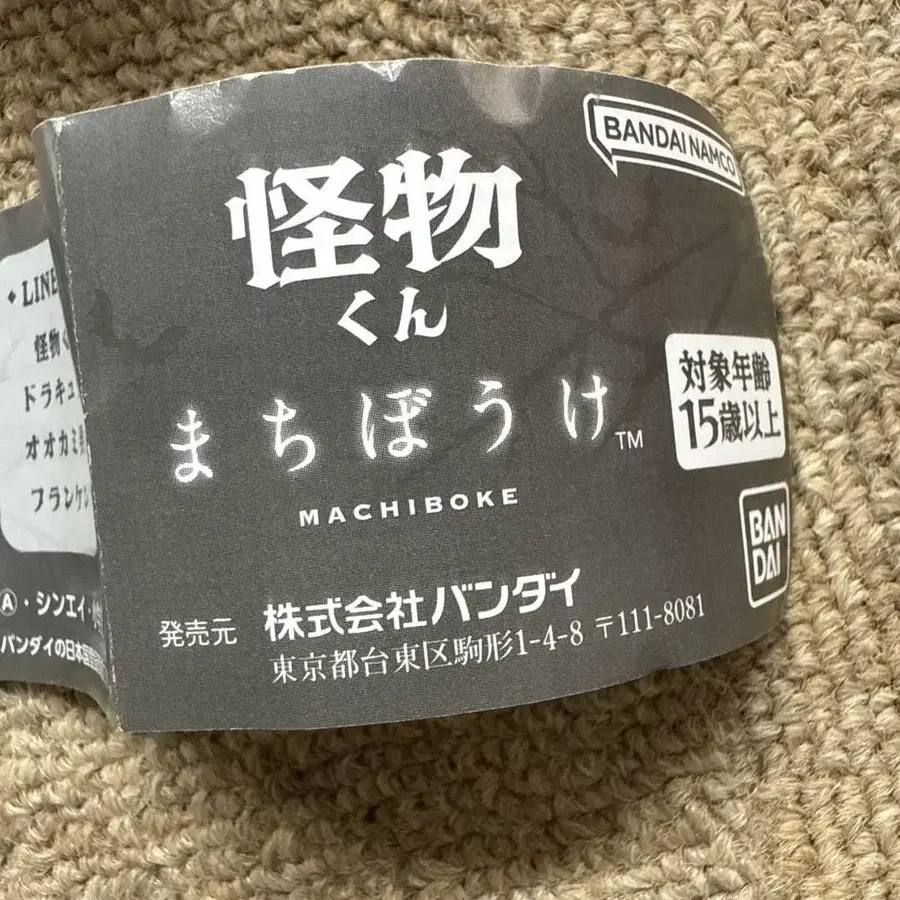 BANDAI NAMCO
怪物
くん
まちぼうけ™
MACHIBOKE
対象年齢
15歳以上
BAN
DAI
発売元 株式会社バンダイ
東京都台東区駒形1-4-8 〒111-8081
◆LINE
怪物く
ドラキュ
オオカミ
フランケン
Ⓐ・シンエイ・
バンダイの日本国